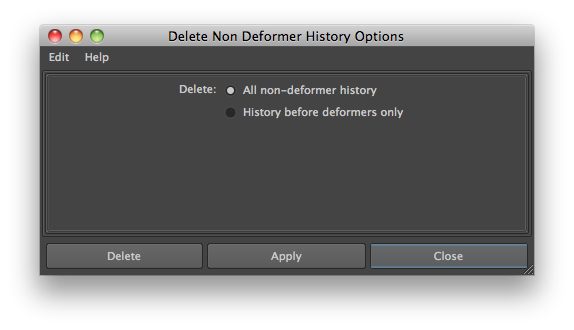 Delete Non Deformer History Options
Edit Help
Delete: All non-deformer history
History before deformers only
Delete Apply Close